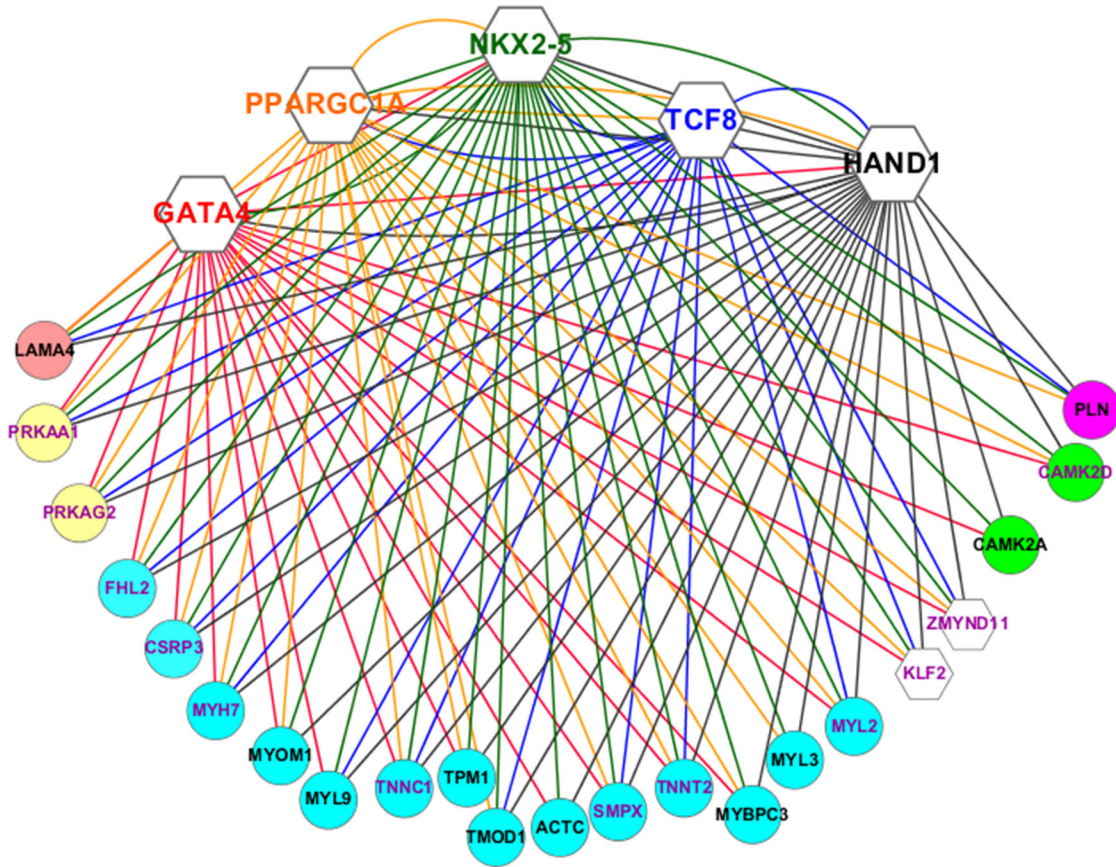 NKX2-5
PPARGC1A
TCF8
HAND1
GATA4
LAMA4
PLN
PRKAA1
CAMK2D
PRKAG2
CAMK2A
FHL2
ZMYND11
CSRP3
KLF2
MYH7
MYL2
MYOM1
MYL3
MYL9
TNNC1
TPM1
TMOD1
ACTC
SMPX
TNNT2
MYBPC3